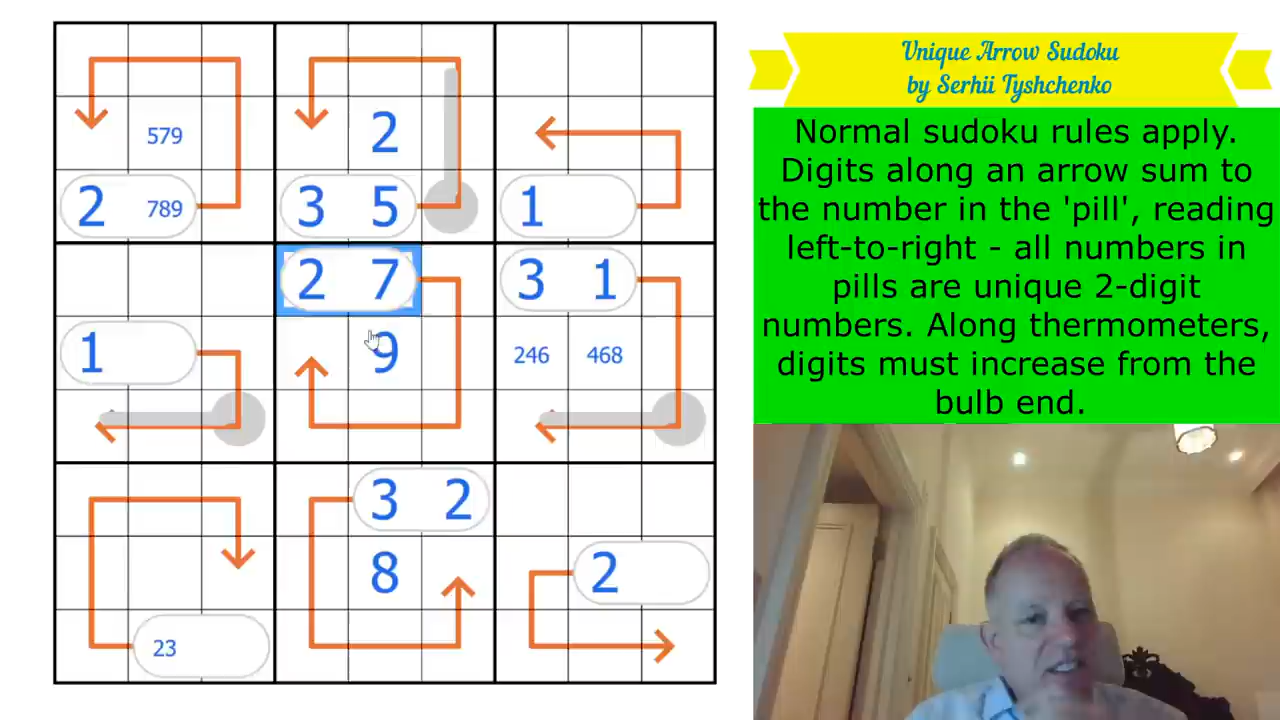 Unique Arrow Sudoku
by Serhii Tyshchenko
Normal sudoku rules apply.
Digits along an arrow sum to
the number in the 'pill', reading
left-to-right - all numbers in
pills are unique 2-digit
numbers. Along thermometers,
digits must increase from the
bulb end.
579 2
2 789 3 5 1
2 7 3 1
1 9 246 468
3 2
8 2
23